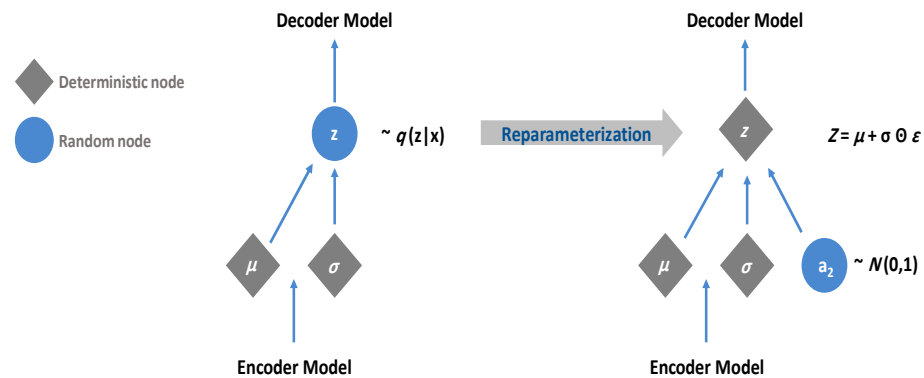 Decoder Model
Decoder Model
Deterministic node
Random node
z
~ q(z|x)
Reparameterization
z
Z = μ + σ ʘ ε
μ
σ
μ
σ
a₂
~ N(0,1)
Encoder Model
Encoder Model